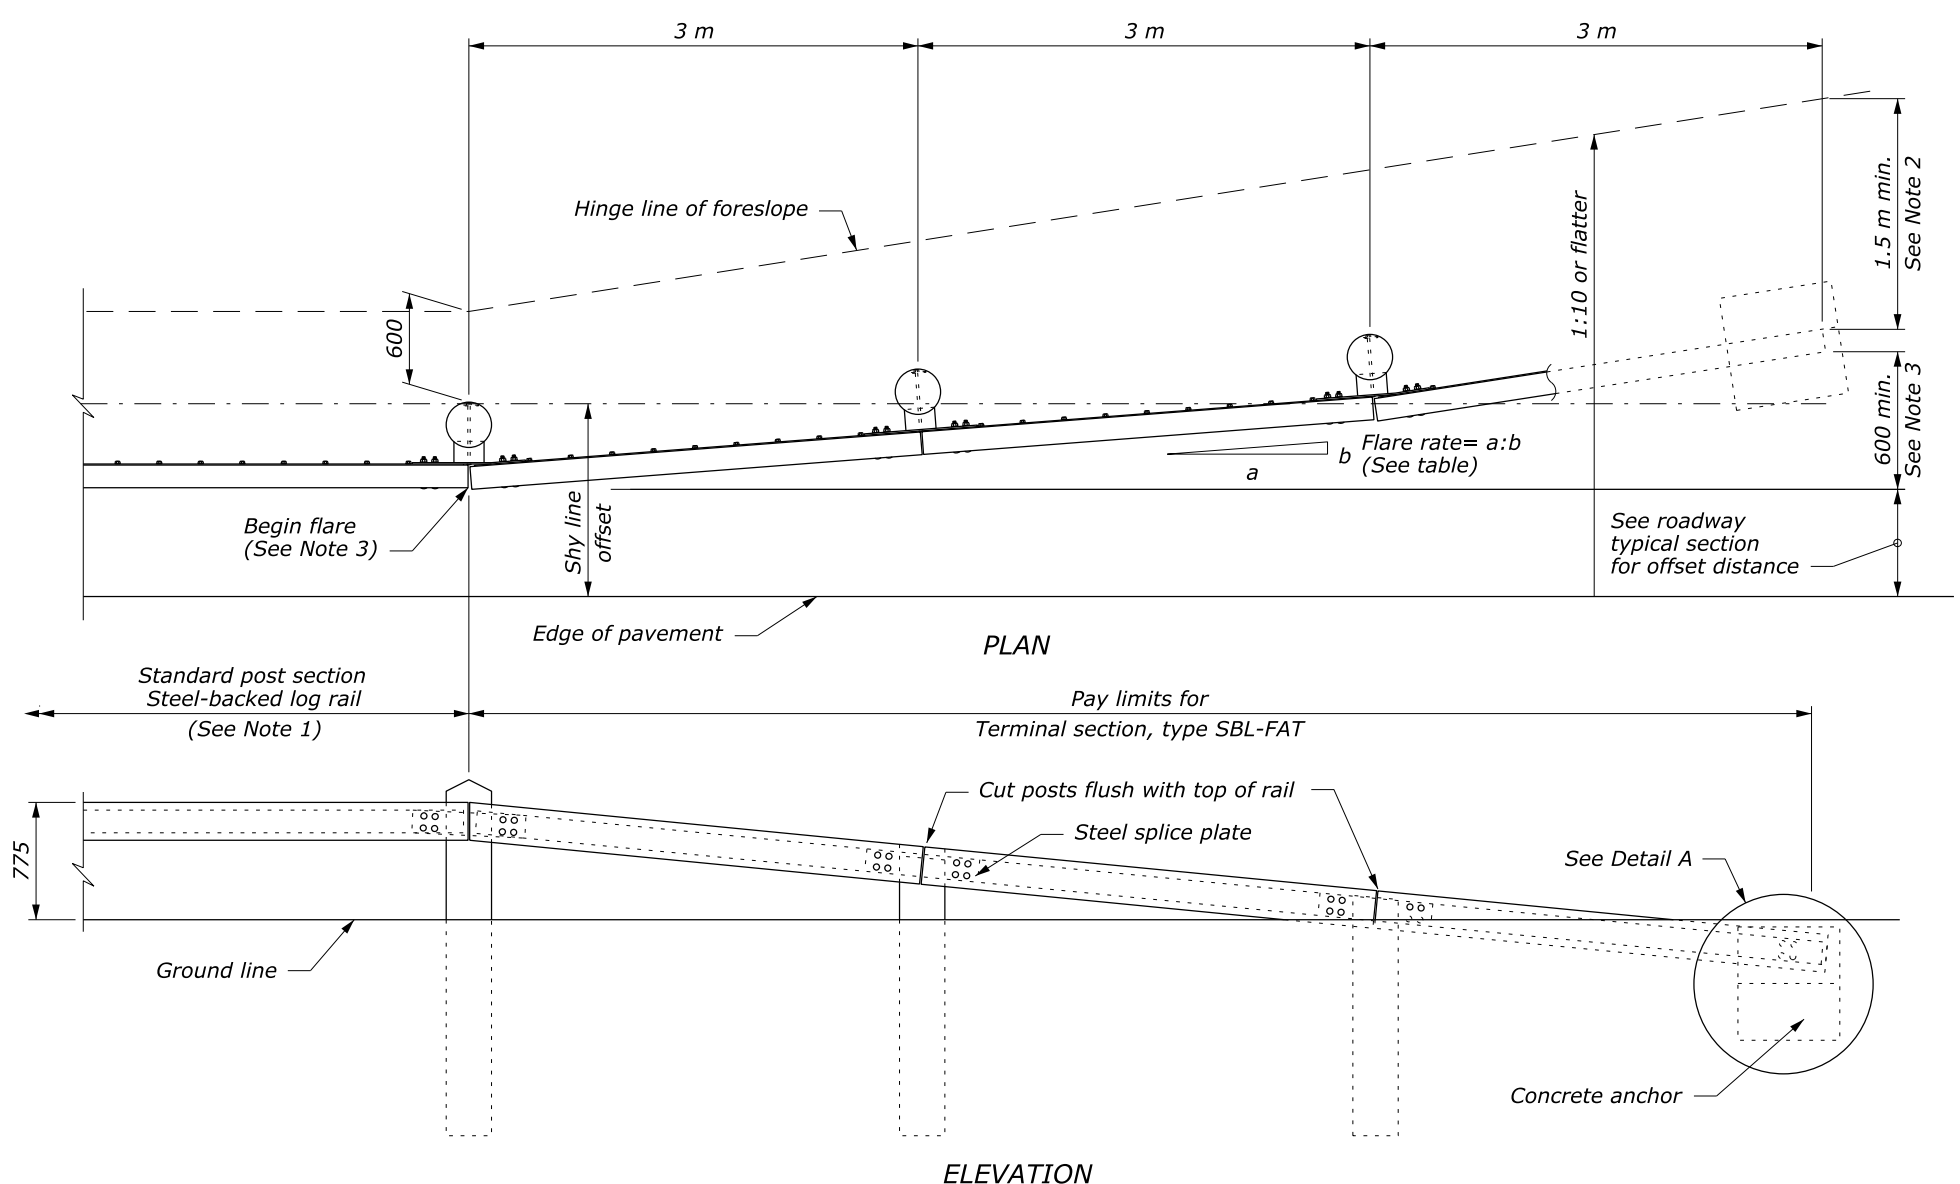 3 m
3 m
3 m
Hinge line of foreslope
600
1:10 or flatter
1.5 m min.
See Note 2
600 min.
See Note 3
b
a
Flare rate= a:b
(See table)
Begin flare
(See Note 3)
Shy line
offset
See roadway
typical section
for offset distance
Edge of pavement
PLAN
Standard post section
Steel-backed log rail
(See Note 1)
Pay limits for
Terminal section, type SBL-FAT
Cut posts flush with top of rail
Steel splice plate
See Detail A
775
Ground line
Concrete anchor
ELEVATION